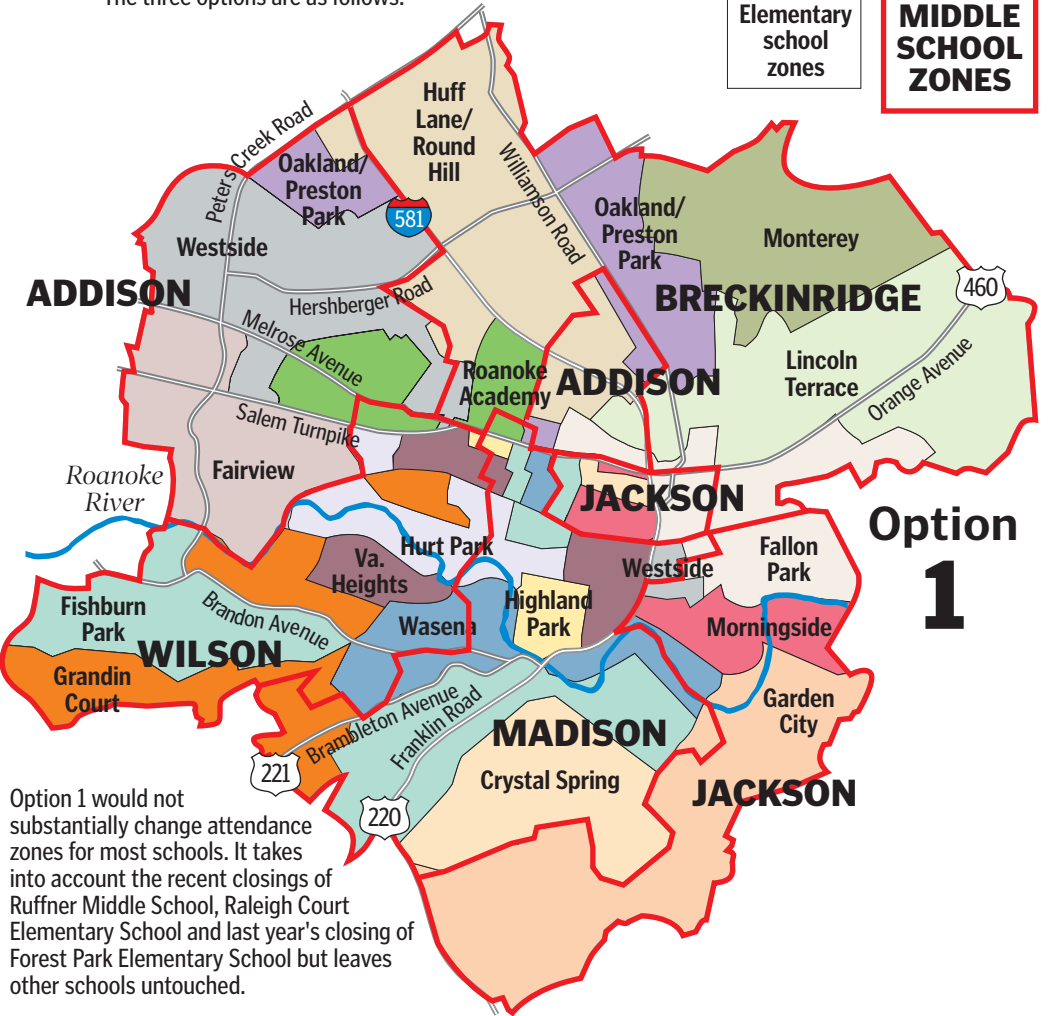 The three options are as follows:
Elementary
school
zones
MIDDLE
SCHOOL
ZONES
Huff
Lane/
Round
Hill
Peters Creek Road
Oakland/
Preston
Park
581
Williamson Road
Westside
Oakland/
Preston
Park
Monterey
ADDISON
Hershberger Road
BRECKINRIDGE
460
Melrose Avenue
Lincoln
Terrace
Orange Avenue
Roanoke
Academy
ADDISON
Salem Turnpike
Fairview
Roanoke
River
JACKSON
Option
1
Hurt Park
Va.
Heights
Westside
Fallon
Park
Fishburn
Park
Brandon Avenue
Wasena
Highland
Park
Morningside
WILSON
Grandin
Court
Garden
City
Brambleton Avenue
Franklin Road
MADISON
Crystal Spring
JACKSON
221
220
Option 1 would not
substantially change attendance
zones for most schools. It takes
into account the recent closings of
Ruffner Middle School, Raleigh Court
Elementary School and last year's closing of
Forest Park Elementary School but leaves
other schools untouched.